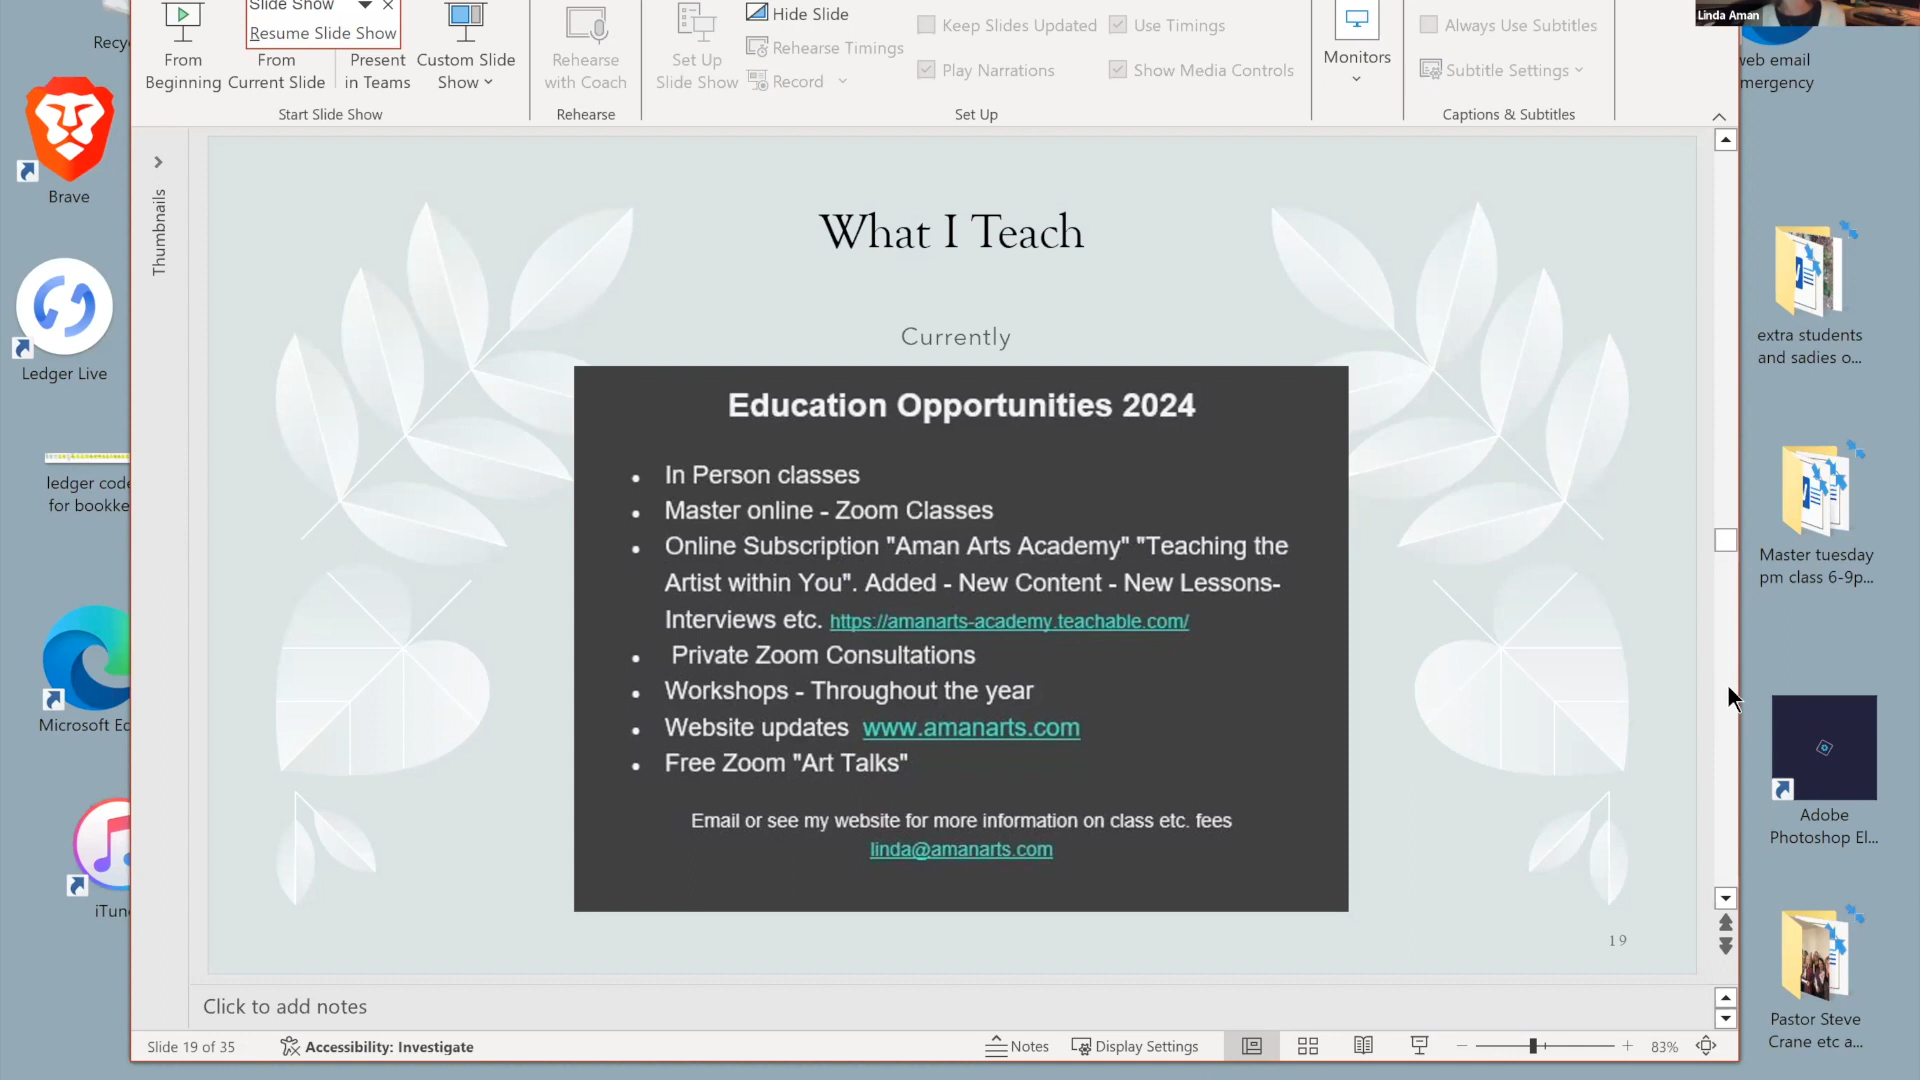 Slide Show
Resume Slide Show
From Beginning
From Current Slide
Present in Teams
Custom Slide Show
Start Slide Show
Rehearse with Coach
Rehearse
Set Up Slide Show
Hide Slide
Rehearse Timings
Record
Keep Slides Updated
Use Timings
Play Narrations
Show Media Controls
Set Up
Monitors
Always Use Subtitles
Subtitle Settings
Captions & Subtitles
Linda Aman
web email
mergency
Recy
Brave
Ledger Live
ledger code
for bookke
Microsoft Ed
iTun
Thumbnails
What I Teach
Currently
Education Opportunities 2024
• In Person classes
• Master online - Zoom Classes
• Online Subscription "Aman Arts Academy" "Teaching the
Artist within You". Added - New Content - New Lessons-
Interviews etc. https://amanarts-academy.teachable.com/
• Private Zoom Consultations
• Workshops - Throughout the year
• Website updates www.amanarts.com
• Free Zoom "Art Talks"
Email or see my website for more information on class etc. fees
linda@amanarts.com
19
extra students
and sadies o...
Master tuesday
pm class 6-9p...
Adobe
Photoshop El...
Pastor Steve
Crane etc a...
Click to add notes
Slide 19 of 35
Accessibility: Investigate
Notes
Display Settings
83%